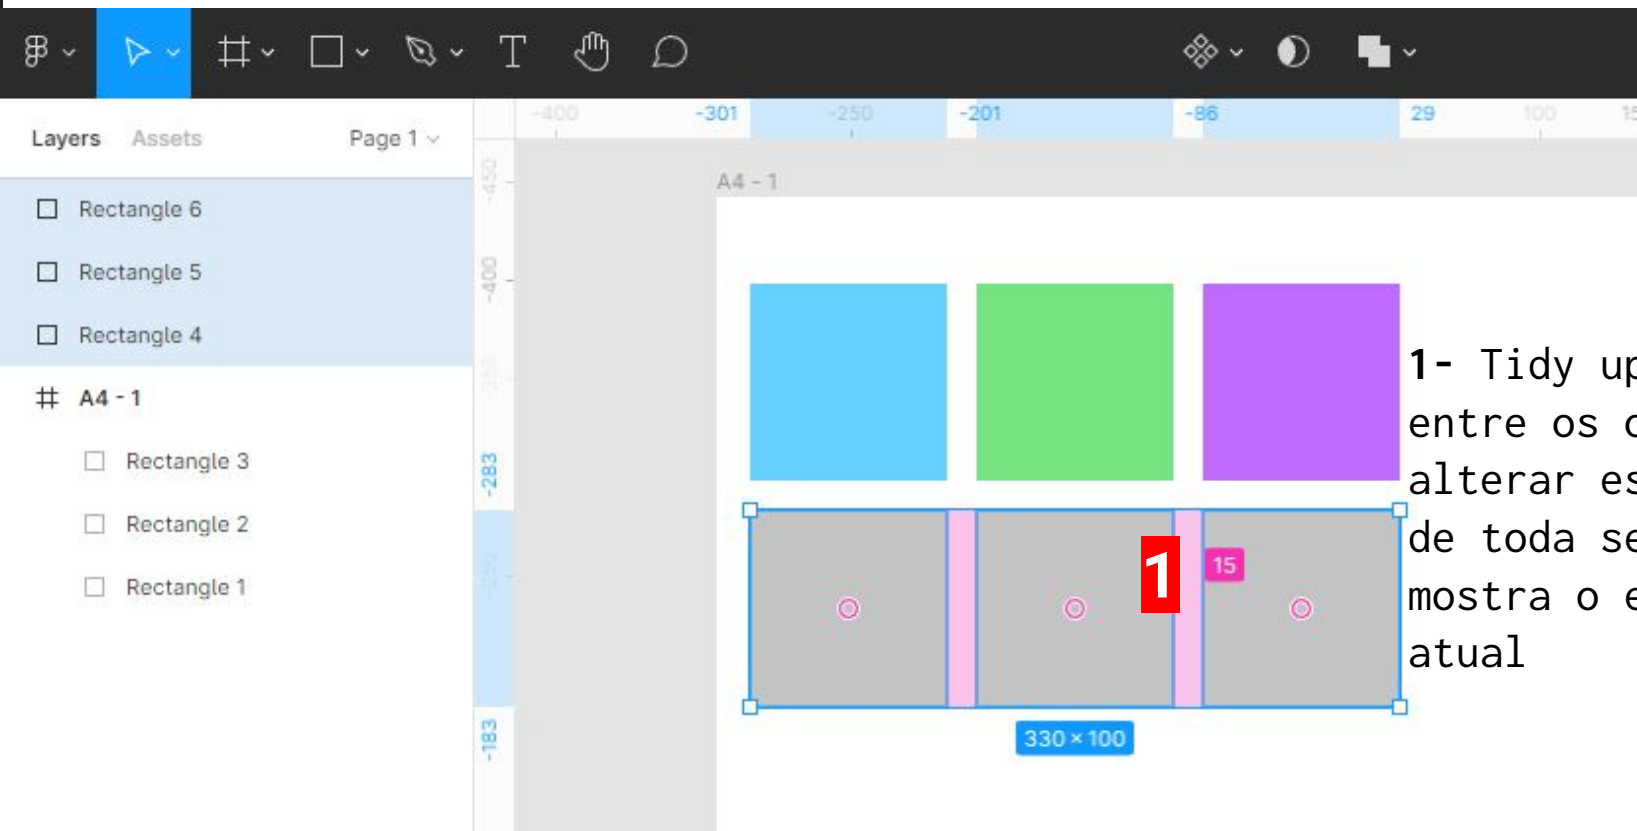 -400 -301 -250 -201 -86 29 100
Layers Assets Page 1
-450
A4 - 1
Rectangle 6
Rectangle 5
-400
Rectangle 4
-350
A4 - 1
1- Tidy up
entre os
alterar es
de toda se
mostra o e
atual
Rectangle 3
-283
Rectangle 2
-250
1
15
Rectangle 1
-183
330 × 100